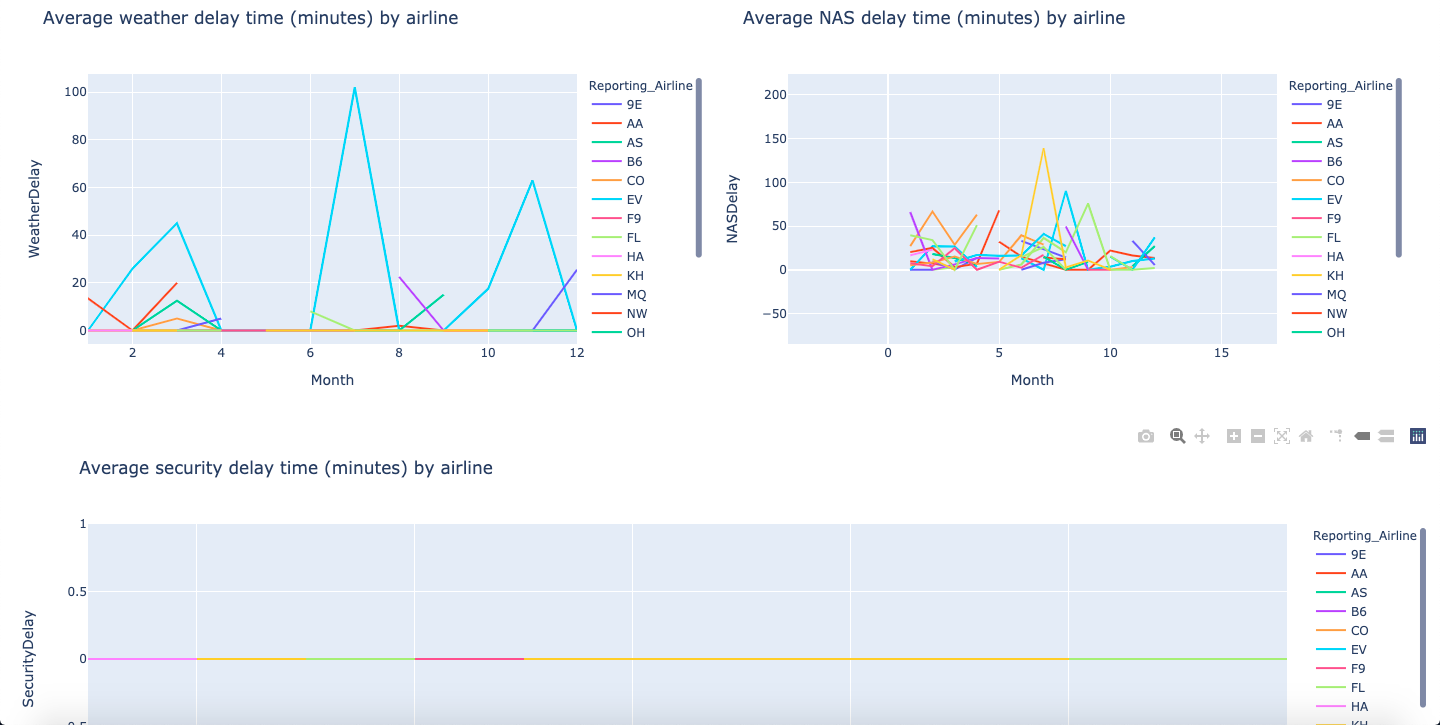 Average weather delay time (minutes) by airline
WeatherDelay
100
80
60
40
20
0
2 4 6 8 10 12
Month
Reporting_Airline
9E
AA
AS
B6
CO
EV
F9
FL
HA
KH
MQ
NW
OH
Average NAS delay time (minutes) by airline
NASDelay
200
150
100
50
0
−50
0 5 10 15
Month
Reporting_Airline
9E
AA
AS
B6
CO
EV
F9
FL
HA
KH
MQ
NW
OH
Average security delay time (minutes) by airline
SecurityDelay
1
0.5
0
Reporting_Airline
9E
AA
AS
B6
CO
EV
F9
FL
HA
KH